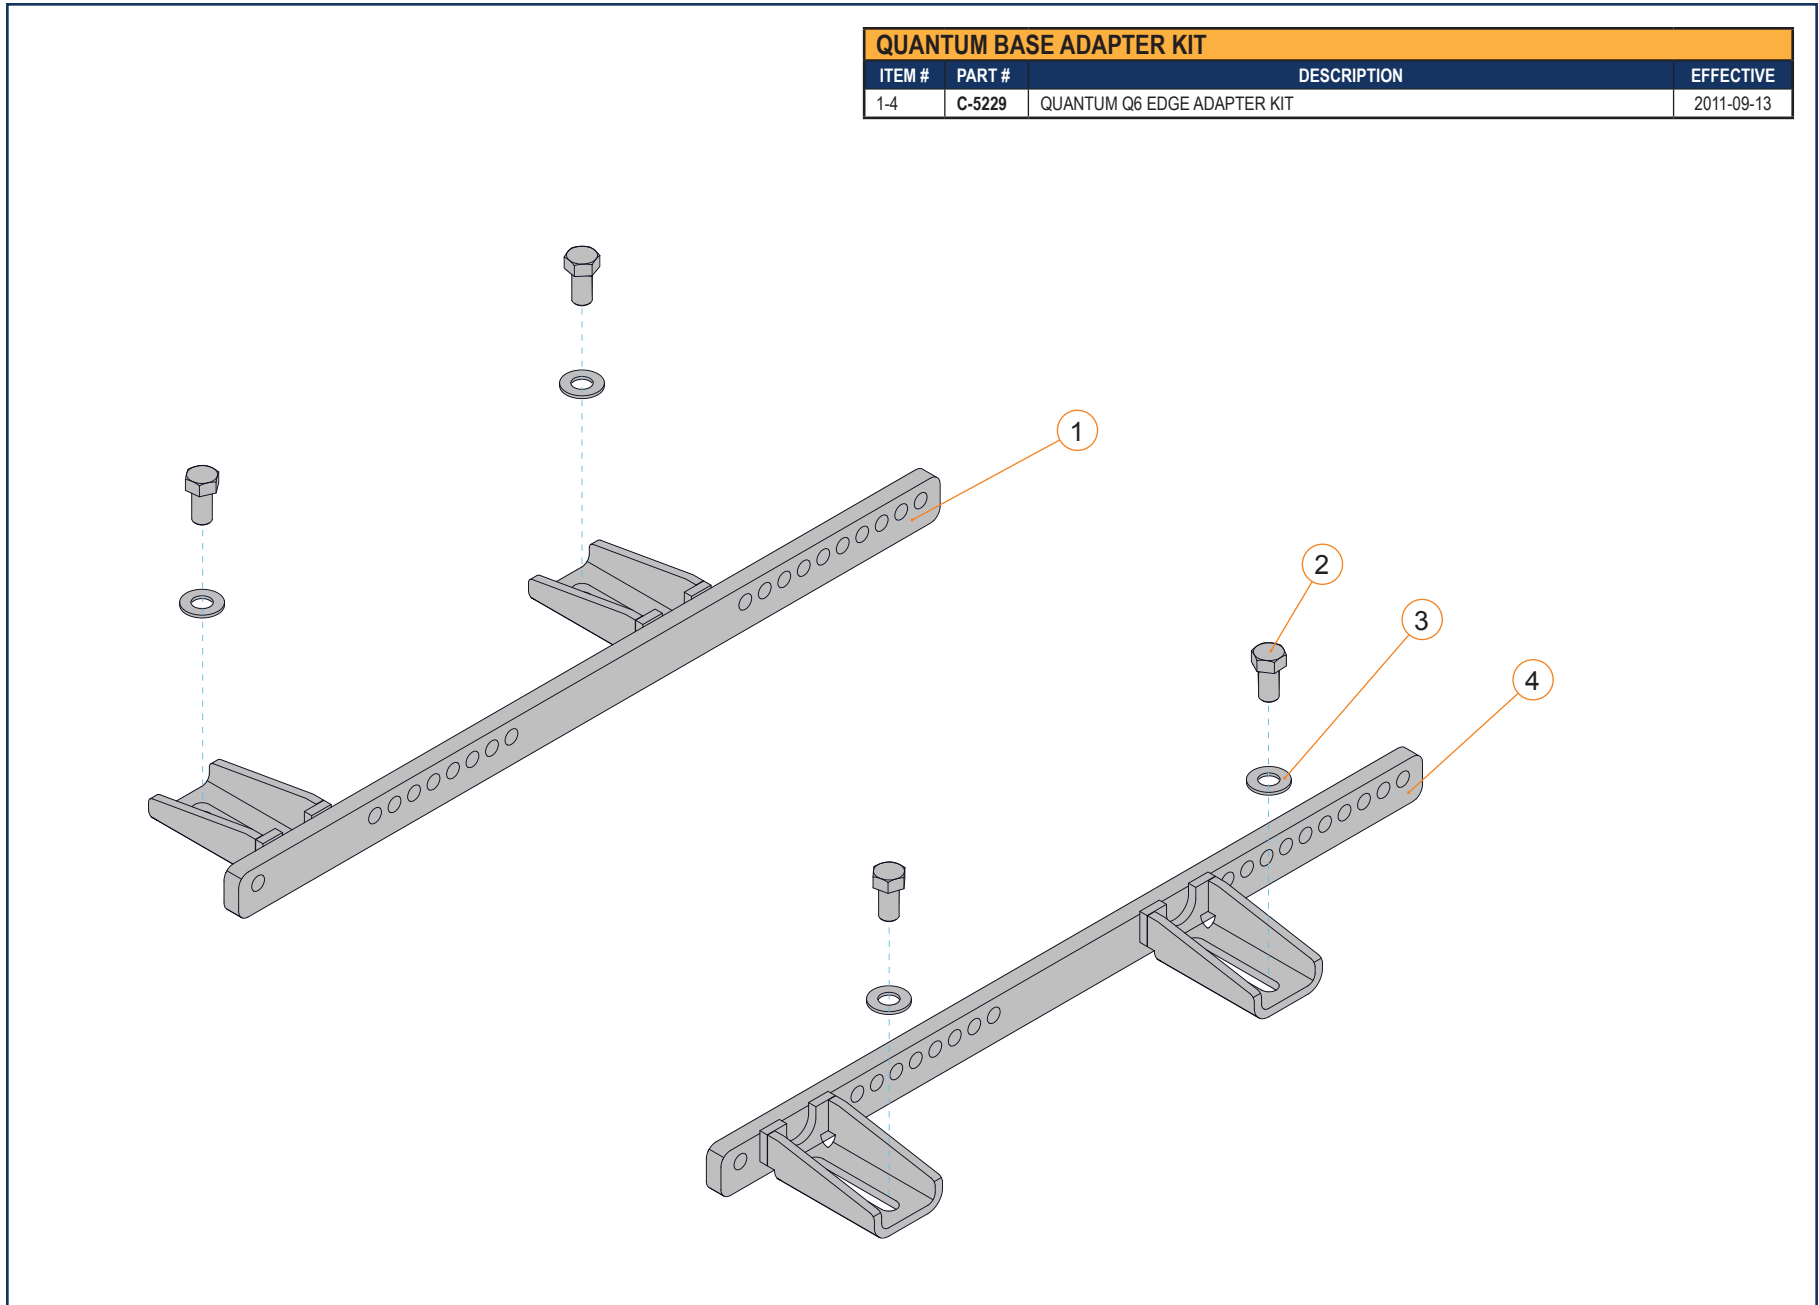 QUANTUM BASE ADAPTER KIT
ITEM # PART # DESCRIPTION EFFECTIVE
1-4 C-5229 QUANTUM Q6 EDGE ADAPTER KIT 2011-09-13
1
2
3
4